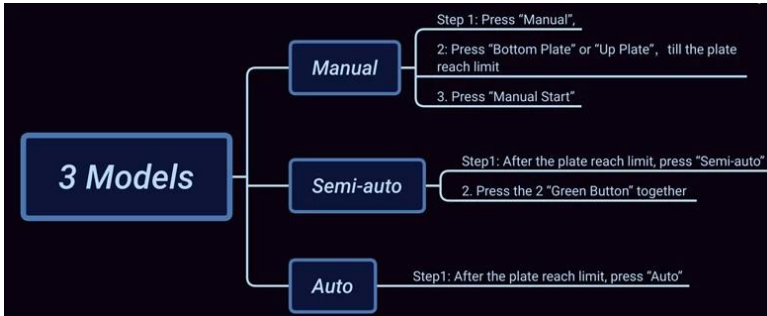 3 Models
Manual
Step 1: Press “Manual”,
2: Press “Bottom Plate” or “Up Plate”, till the plate
reach limit
3. Press “Manual Start”
Semi-auto
Step1: After the plate reach limit, press “Semi-auto”
2. Press the 2 “Green Button” together
Auto
Step1: After the plate reach limit, press “Auto”